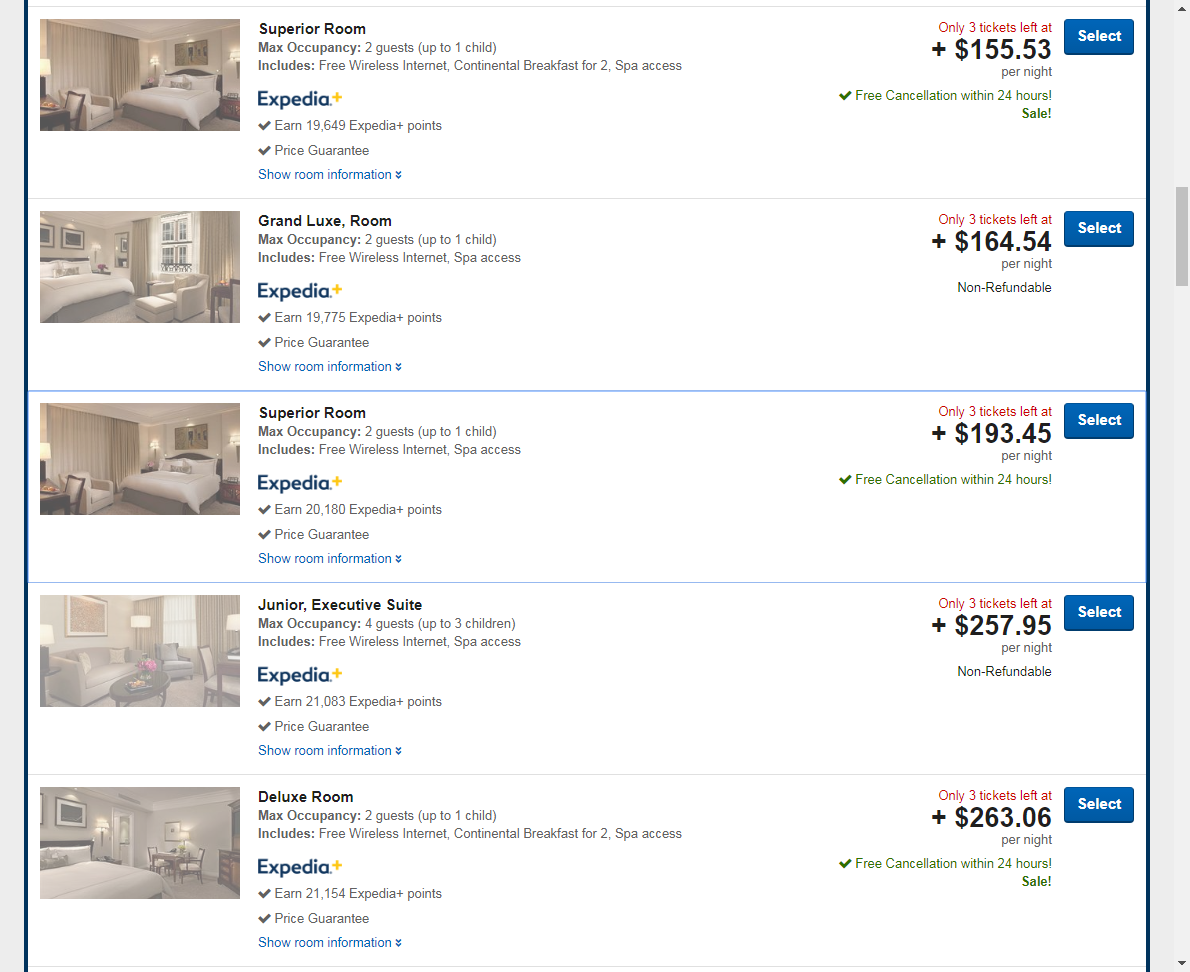 Superior Room
Max Occupancy: 2 guests (up to 1 child)
Includes: Free Wireless Internet, Continental Breakfast for 2, Spa access
Expedia+
Earn 19,649 Expedia+ points
Price Guarantee
Show room information
Only 3 tickets left at
+ $155.53
per night
Free Cancellation within 24 hours!
Sale!
Select
Grand Luxe, Room
Max Occupancy: 2 guests (up to 1 child)
Includes: Free Wireless Internet, Spa access
Expedia+
Earn 19,775 Expedia+ points
Price Guarantee
Show room information
Only 3 tickets left at
+ $164.54
per night
Non-Refundable
Select
Superior Room
Max Occupancy: 2 guests (up to 1 child)
Includes: Free Wireless Internet, Spa access
Expedia+
Earn 20,180 Expedia+ points
Price Guarantee
Show room information
Only 3 tickets left at
+ $193.45
per night
Free Cancellation within 24 hours!
Select
Junior, Executive Suite
Max Occupancy: 4 guests (up to 3 children)
Includes: Free Wireless Internet, Spa access
Expedia+
Earn 21,083 Expedia+ points
Price Guarantee
Show room information
Only 3 tickets left at
+ $257.95
per night
Non-Refundable
Select
Deluxe Room
Max Occupancy: 2 guests (up to 1 child)
Includes: Free Wireless Internet, Continental Breakfast for 2, Spa access
Expedia+
Earn 21,154 Expedia+ points
Price Guarantee
Show room information
Only 3 tickets left at
+ $263.06
per night
Free Cancellation within 24 hours!
Sale!
Select